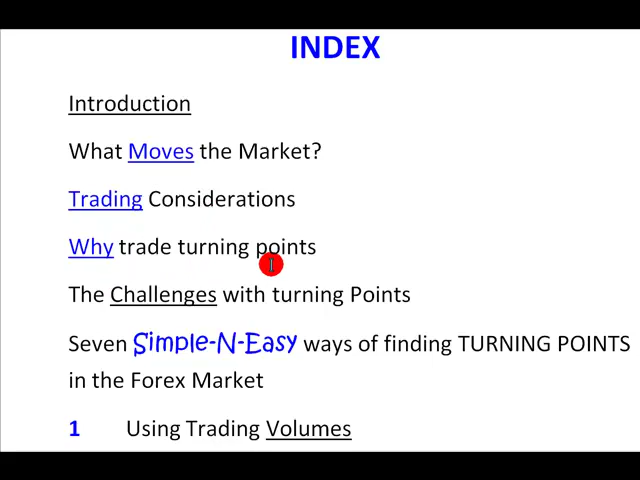 INDEX
Introduction
What Moves the Market?
Trading Considerations
Why trade turning points
The Challenges with turning Points
Seven Simple-N-Easy ways of finding TURNING POINTS
in the Forex Market
1 Using Trading Volumes